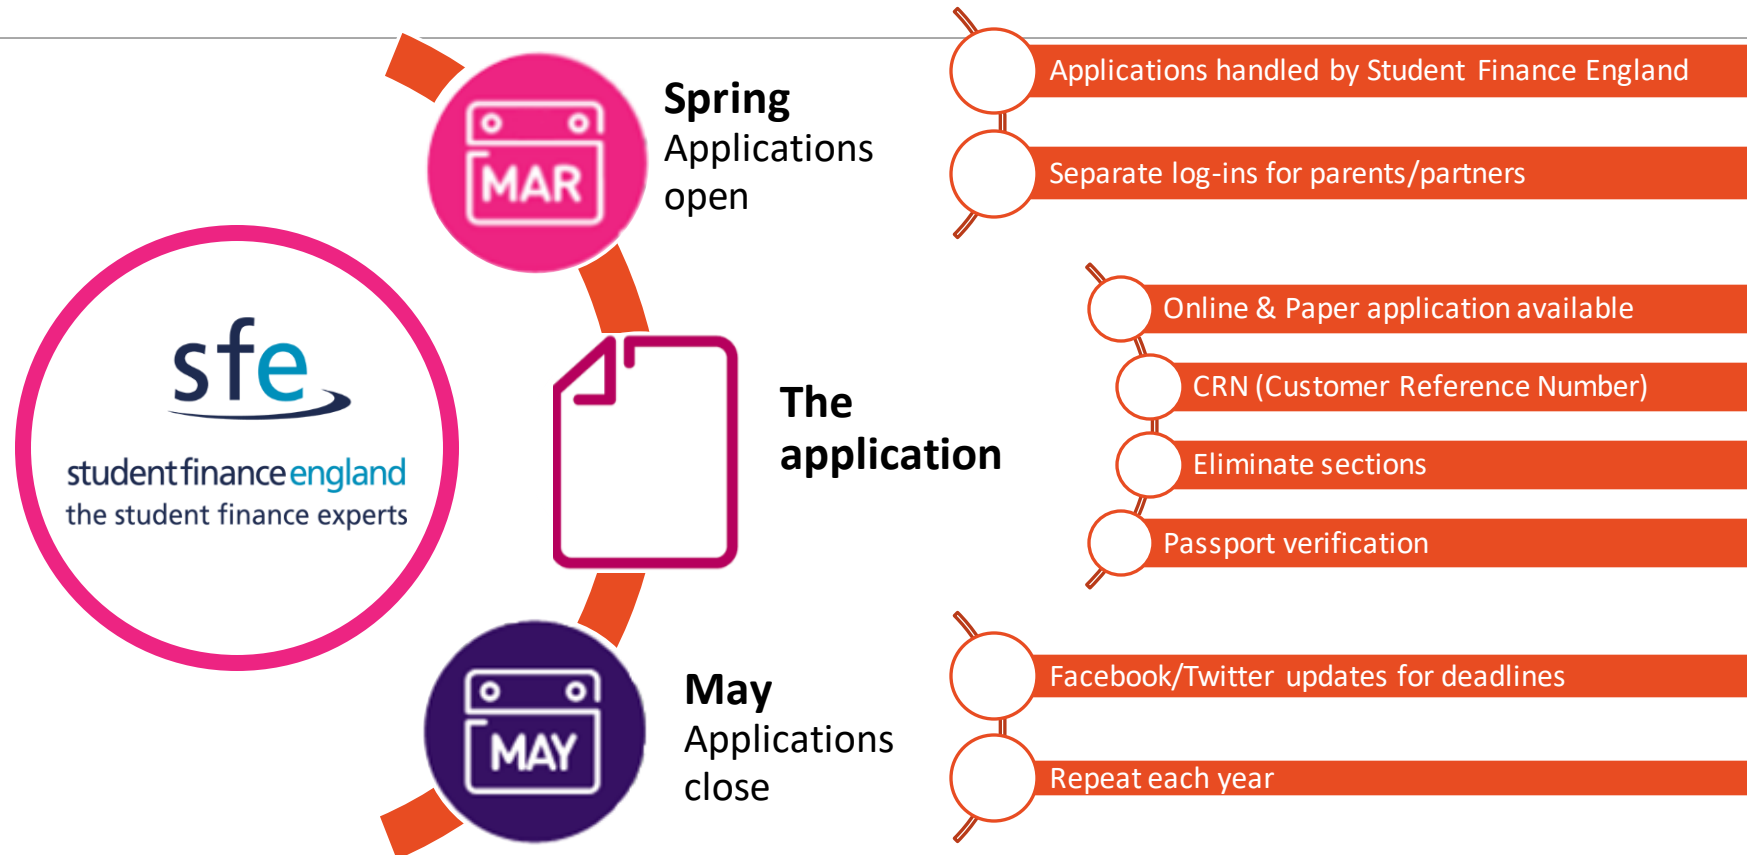 sfe
studentfinanceengland
the student finance experts
MAR
Spring
Applications
open
Applications handled by Student Finance England
Separate log-ins for parents/partners
The
application
Online & Paper application available
CRN (Customer Reference Number)
Eliminate sections
Passport verification
MAY
May
Applications
close
Facebook/Twitter updates for deadlines
Repeat each year